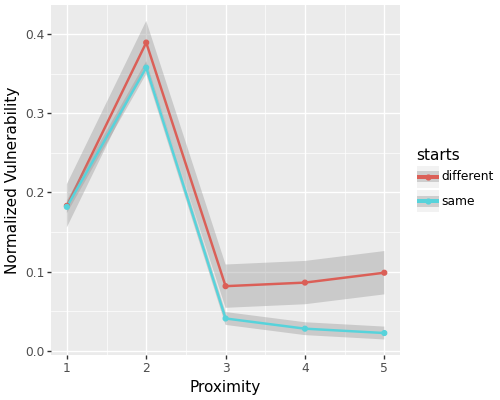 0.4
0.3
0.2
0.1
0.0
Normalized Vulnerability
1 2 3 4 5
Proximity
starts
different
same